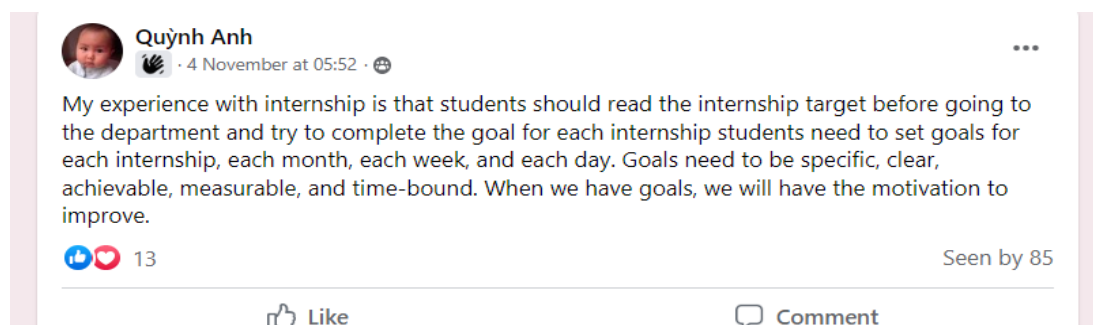 Quỳnh Anh
· 4 November at 05:52 ·
My experience with internship is that students should read the internship target before going to
the department and try to complete the goal for each internship students need to set goals for
each internship, each month, each week, and each day. Goals need to be specific, clear,
achievable, measurable, and time-bound. When we have goals, we will have the motivation to
improve.
13 Seen by 85
Like Comment